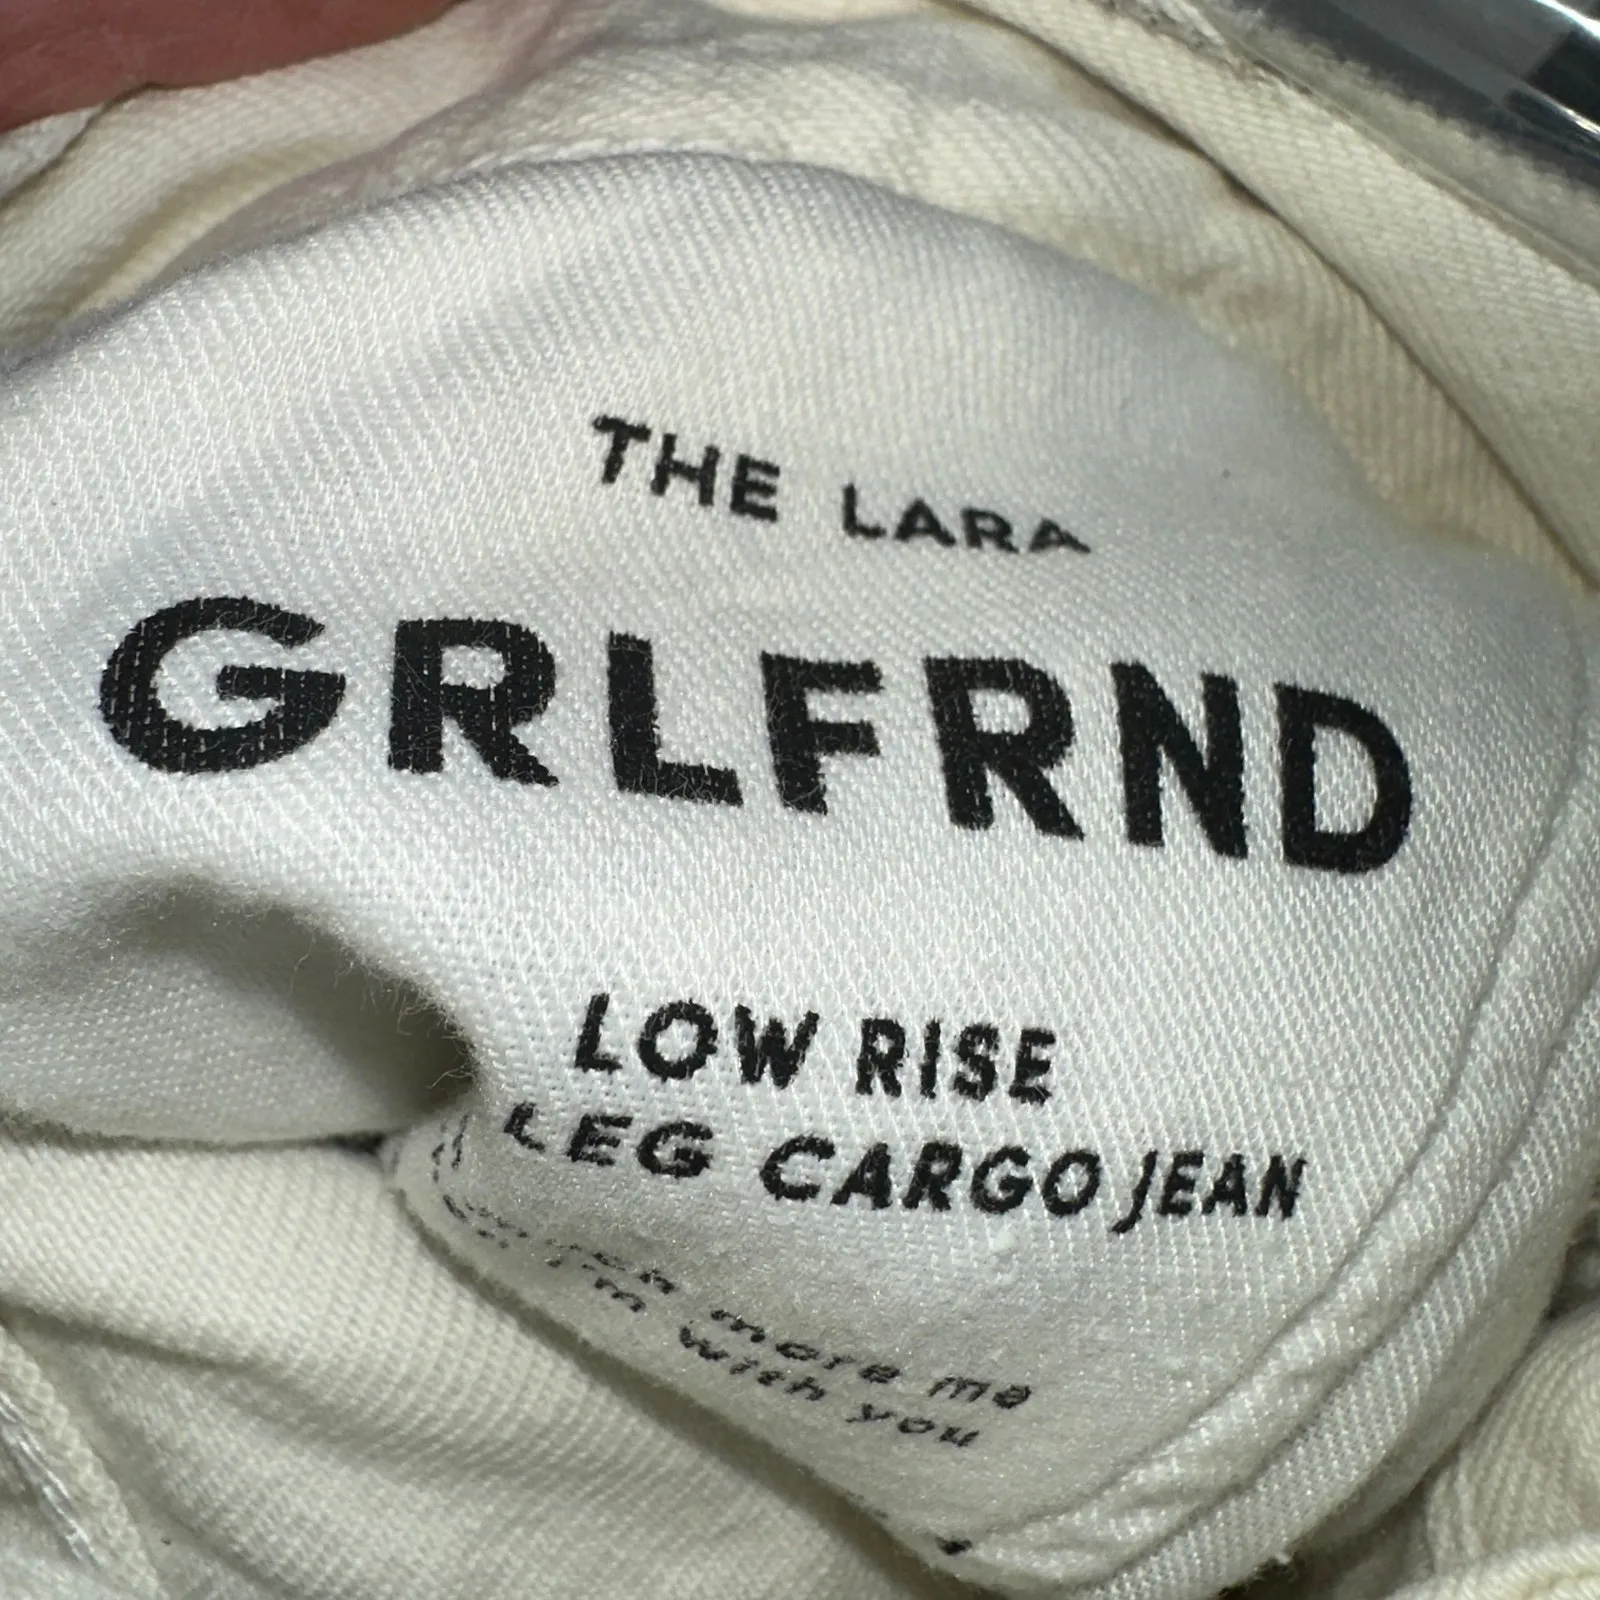 THE LARA
GRLFRND
LOW RISE
LEG CARGO JEAN
more me
I'm with you